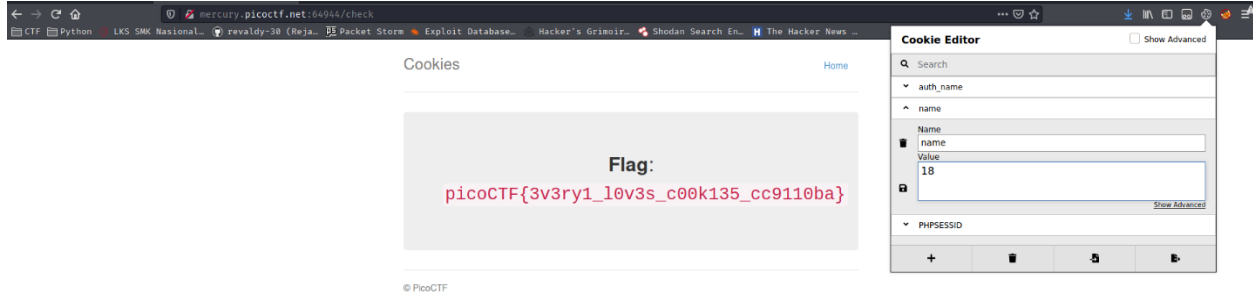 mercury.picoctf.net:64944/check
CTF Python LKS SMK Nasional… revaldy-30 (Reja… Packet Storm Exploit Database… Hacker's Grimoir… Shodan Search En… The Hacker News …
Cookies Home
Flag:
picoCTF{3v3ry1_l0v3s_c00k135_cc9110ba}
© PicoCTF
Cookie Editor Show Advanced
Search
auth_name
name
Name
name
Value
18
Show Advanced
PHPSESSID